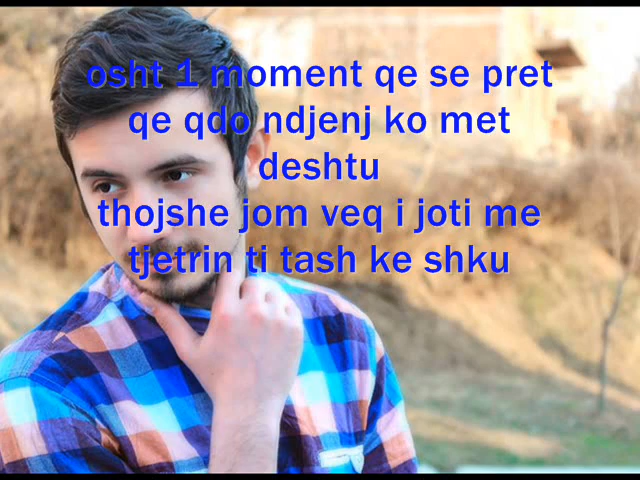 osht 1 moment qe se pret
qe qdo ndjenj ko met
deshtu
thojshe jom veq i joti me
tjetrin ti tash ke shku